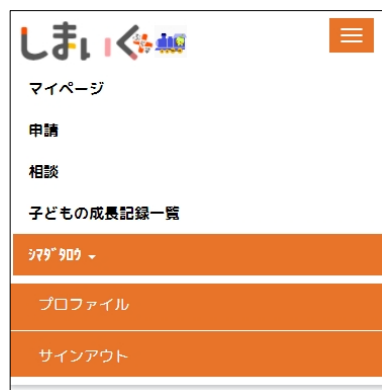 しまいく
マイページ
申請
相談
子どもの成長記録一覧
ｼﾏﾀﾞﾀﾛｳ
プロファイル
サインアウト